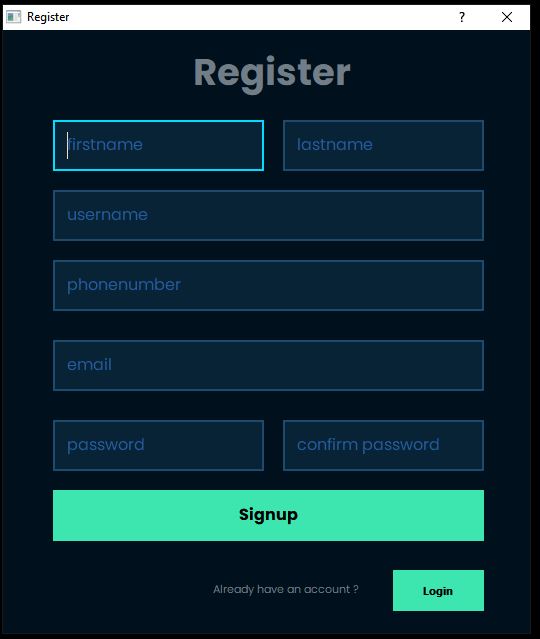 Register
Register
firstname lastname
username
phonenumber
email
password confirm password
Signup
Already have an account ? Login